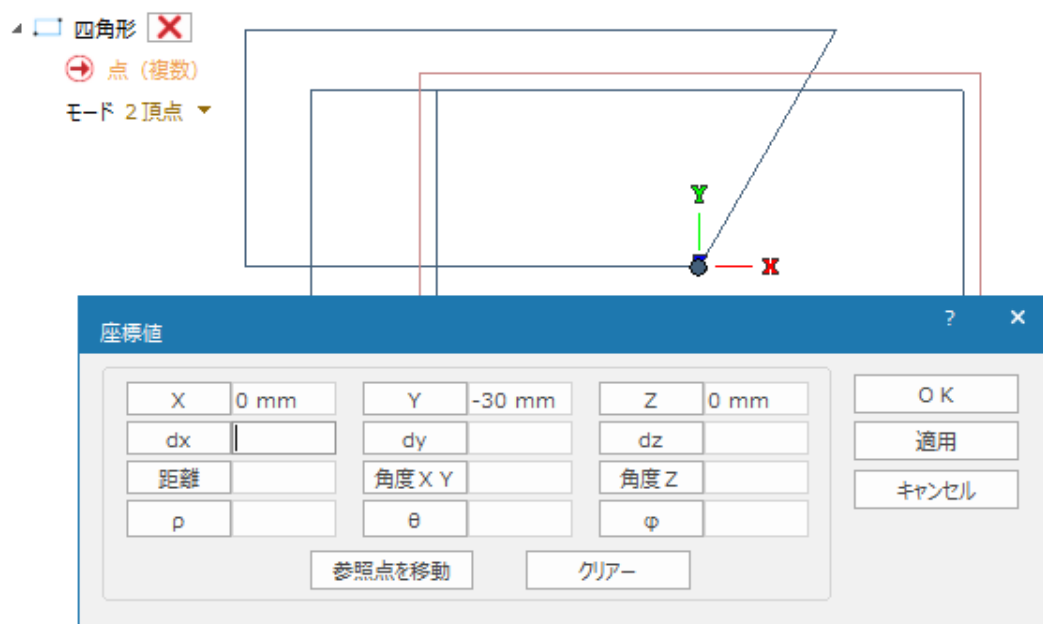 四角形
点（複数）
モード 2頂点
Y
X
座標値 ?
X 0 mm Y -30 mm Z 0 mm OK
dx dy dz 適用
距離 角度XY 角度Z キャンセル
ρ θ φ
参照点を移動 クリアー